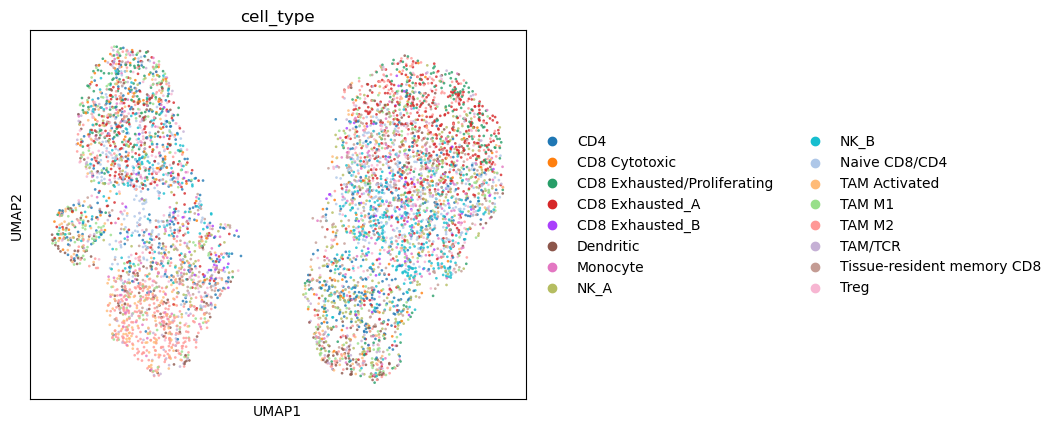 cell_type
UMAP2
UMAP1
CD4
CD8 Cytotoxic
CD8 Exhausted/Proliferating
CD8 Exhausted_A
CD8 Exhausted_B
Dendritic
Monocyte
NK_A
NK_B
Naive CD8/CD4
TAM Activated
TAM M1
TAM M2
TAM/TCR
Tissue-resident memory CD8
Treg